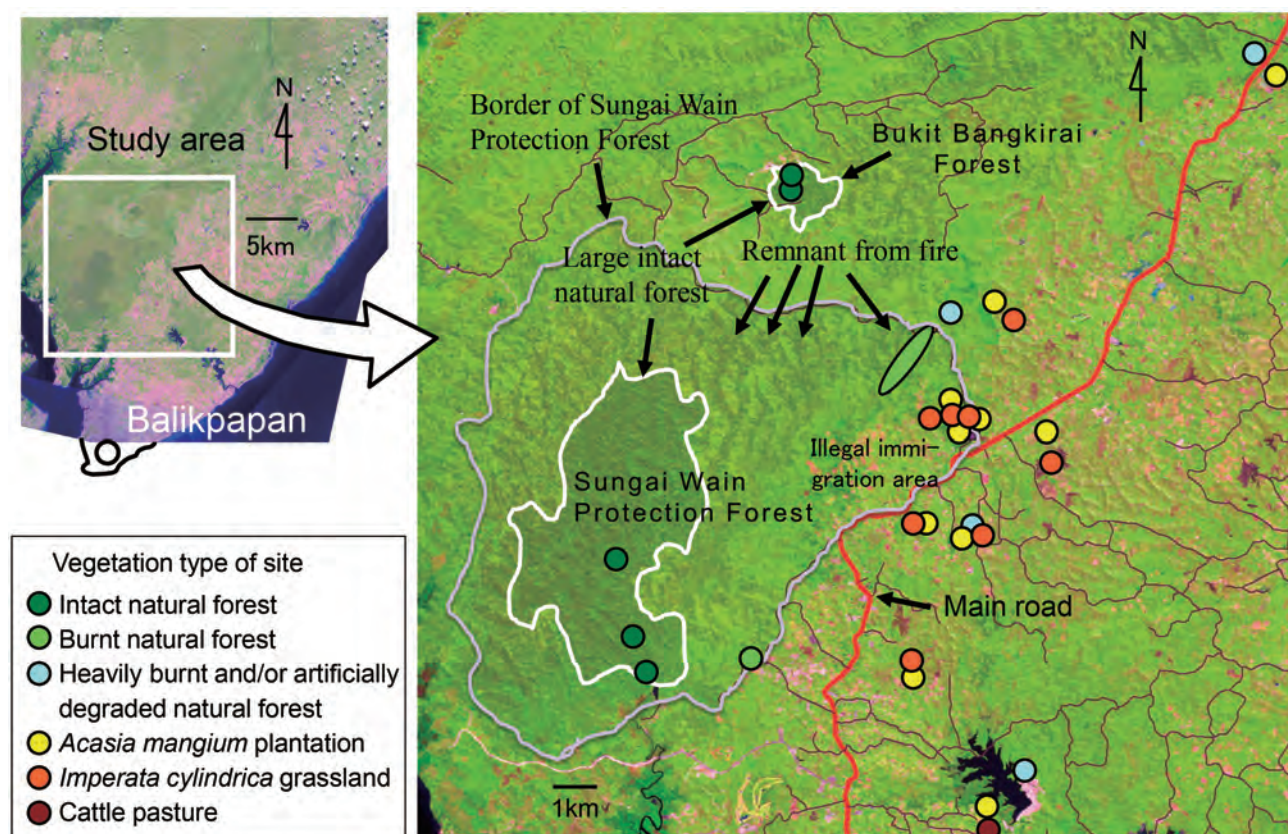 Study area
N
5km
Balikpapan
Vegetation type of site
Intact natural forest
Burnt natural forest
Heavily burnt and/or artificially
degraded natural forest
Acasia mangium plantation
Imperata cylindrica grassland
Cattle pasture
N
Border of Sungai Wain
Protection Forest
Bukit Bangkirai
Forest
Large intact
natural forest
Remnant from fire
Illegal immi-
gration area
Sungai Wain
Protection Forest
Main road
1km